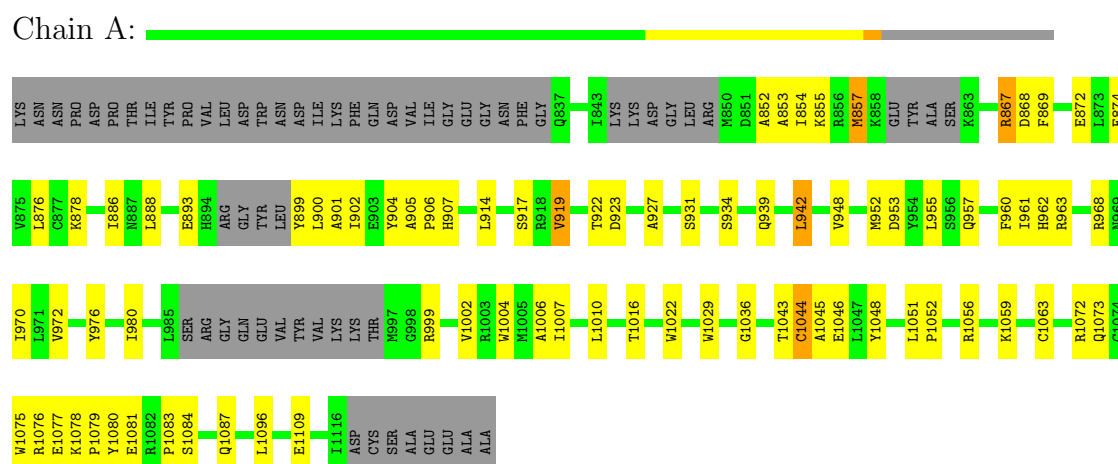 Chain A:
LYS ASN ASN PRO ASP PRO THR ILE TYR PRO VAL LEU ASP TRP ASN ASP ILE ILE LYS PHE GLN ASP VAL ILE GLY GLU GLY ASN PHE GLY Q837 I843 LYS LYS ASP GLY LEU ARG M850 D851 A852 A853 I854 K855 R856 M857 K858 GLU TYR ALA SER K863 R867 D868 F869 E872 L873
V875 L876 C877 K878 I886 N887 L888 E893 H894 ARG GLY TYR LEU Y899 L900 A901 I902 E903 Y904 A905 P906 H907 L914 S917 R918 V919 T922 D923 A927 S931 S934 Q939 L942 V948 M952 D953 Y954 L955 S956 Q957 F960 I961 H962 R963 R968
I970 L971 V972 Y976 I980 L985 SER ARG GLY GLN GLU VAL TYR VAL LYS LYS THR M997 G998 R999 V1002 R1003 W1004 M1005 A1006 I1007 L1010 T1016 W1022 W1029 G1036 T1043 C1044 A1045 E1046 L1047 Y1048 L1051 P1052 R1056 K1059 C1063 R1072 Q1073
W1075 R1076 E1077 K1078 P1079 Y1080 E1081 R1082 P1083 S1084 Q1087 L1096 E1109 I1116 ASP CYS SER ALA GLU GLU ALA ALA